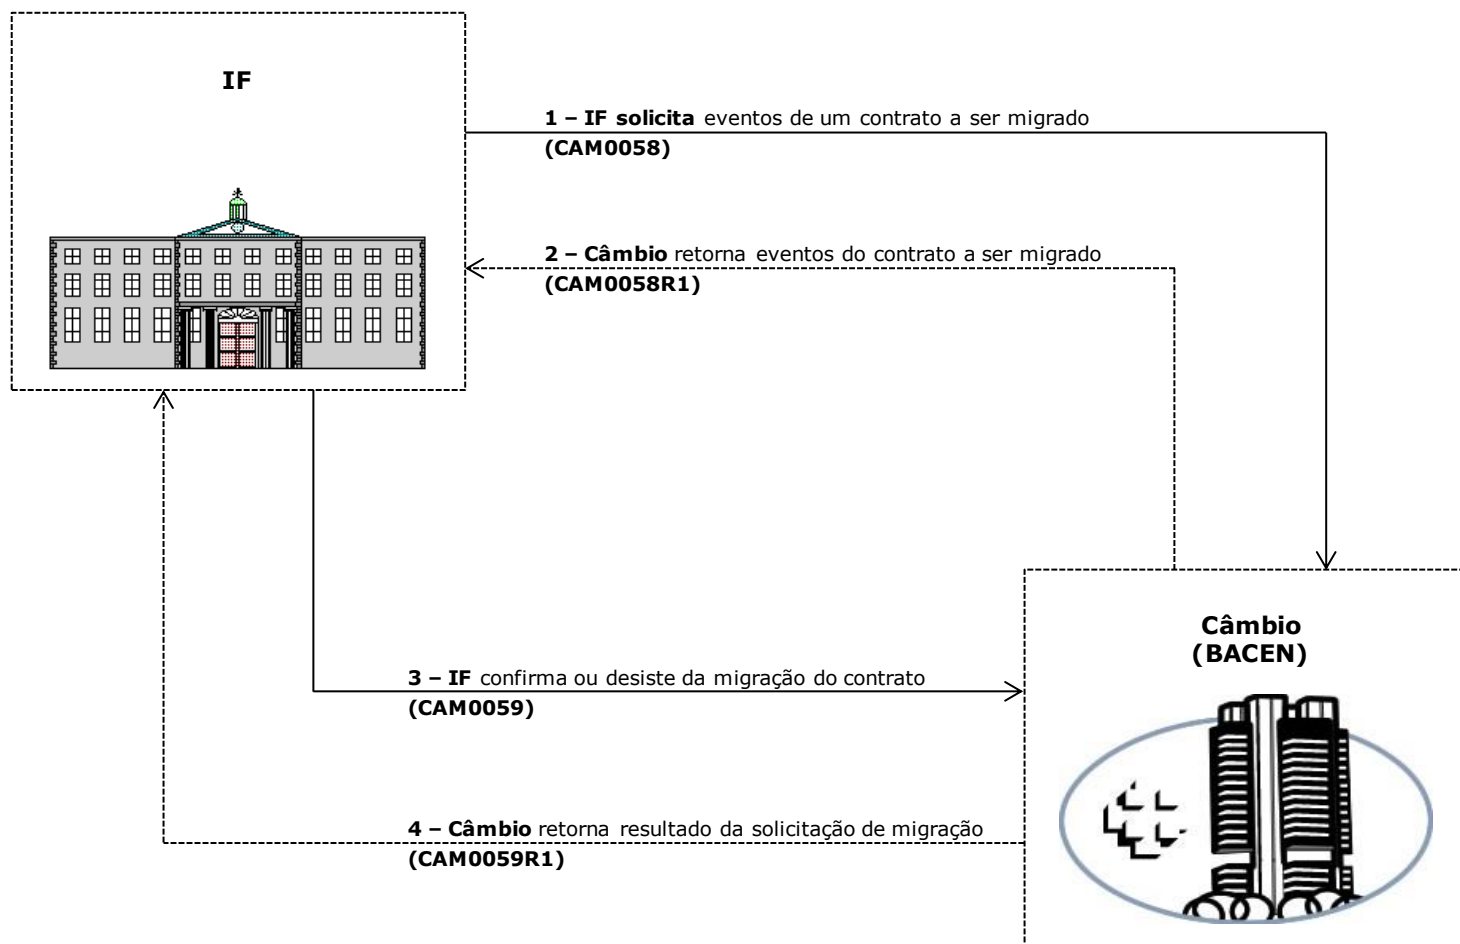 IF
1 – IF solicita eventos de um contrato a ser migrado
(CAM0058)
2 – Câmbio retorna eventos do contrato a ser migrado
(CAM0058R1)
Câmbio
(BACEN)
3 – IF confirma ou desiste da migração do contrato
(CAM0059)
4 – Câmbio retorna resultado da solicitação de migração
(CAM0059R1)